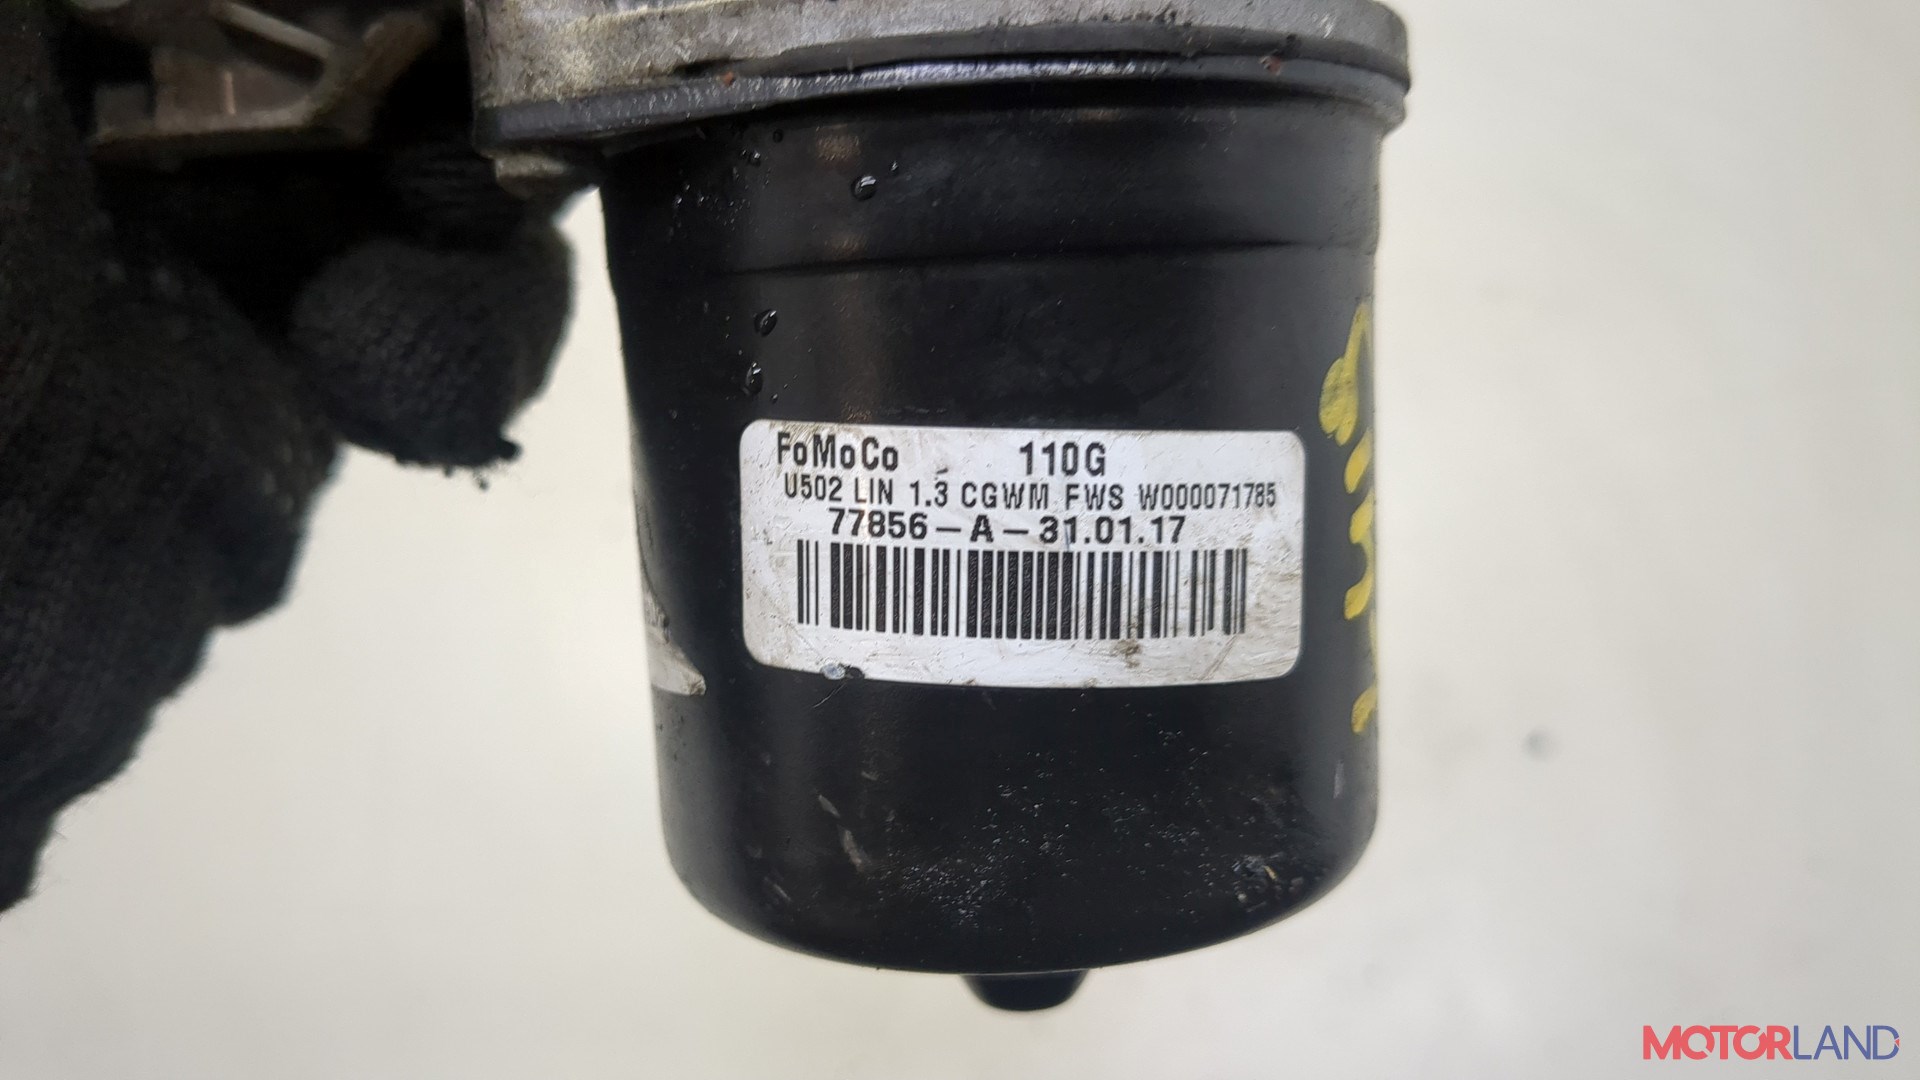 FoMoCo 110G
U502 LIN 1.3 CGWM FWS W000071785
77856-A-31.01.17
MOTORLAND